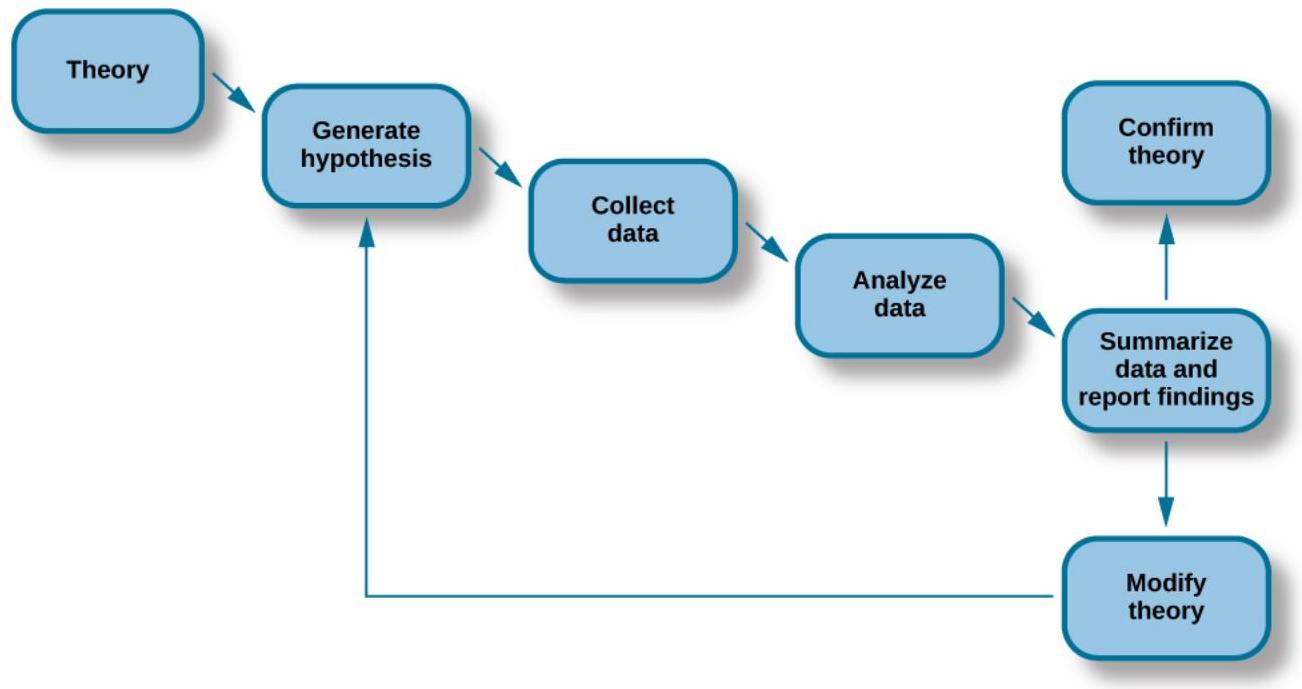 Theory
Generate
hypothesis
Collect
data
Analyze
data
Summarize
data and
report findings
Confirm
theory
Modify
theory